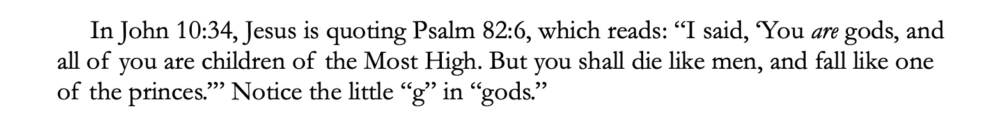 In John 10:34, Jesus is quoting Psalm 82:6, which reads: “I said, ‘You are gods, and
all of you are children of the Most High. But you shall die like men, and fall like one
of the princes.’” Notice the little “g” in “gods.”